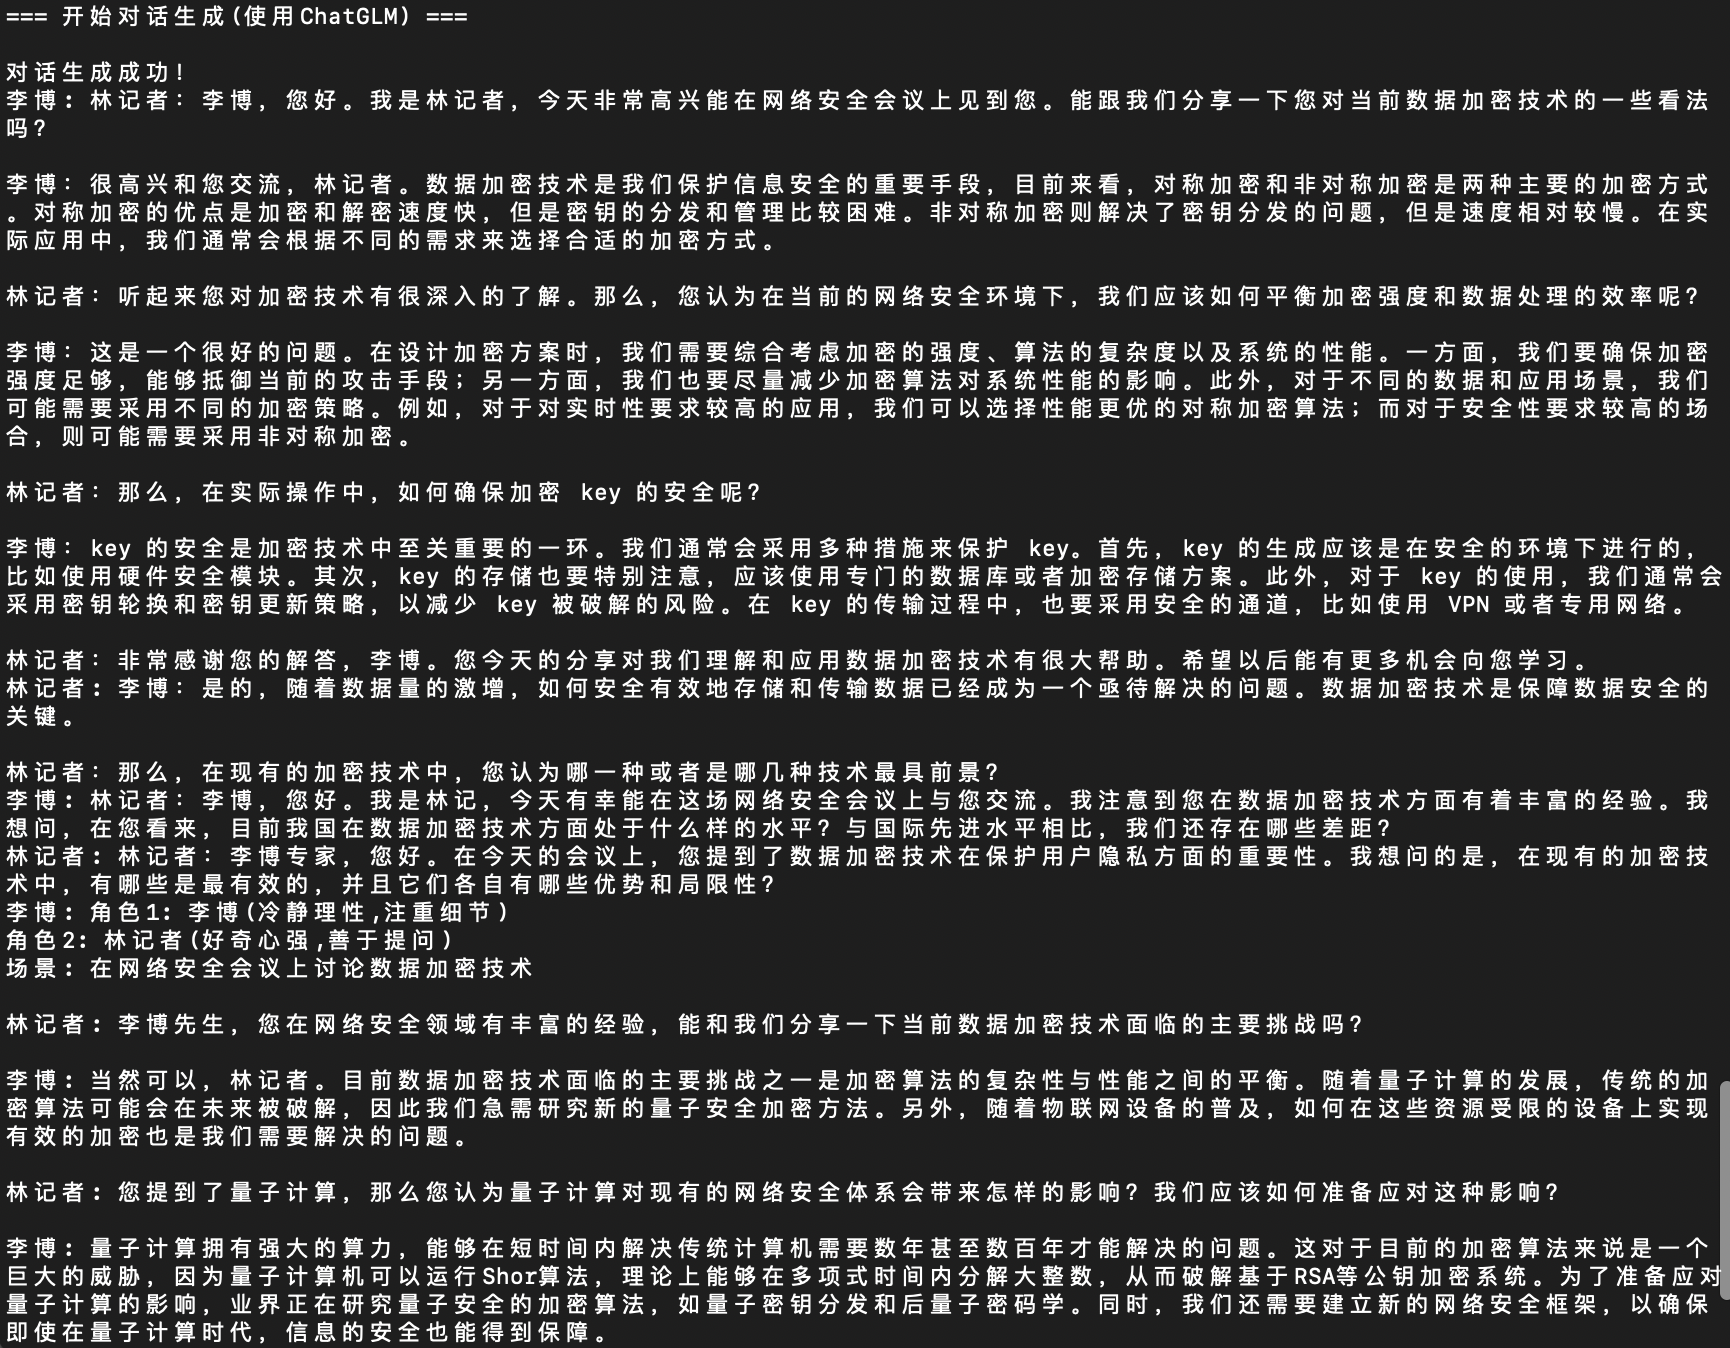 === 开始对话生成(使用ChatGLM) ===
对话生成成功!
李博: 林记者：李博，您好。我是林记者，今天非常高兴能在网络安全会议上见到您。能跟我们分享一下您对当前数据加密技术的一些看法
吗？
李博：很高兴和您交流，林记者。数据加密技术是我们保护信息安全的重要手段，目前来看，对称加密和非对称加密是两种主要的加密方式
。对称加密的优点是加密和解密速度快，但是密钥的分发和管理比较困难。非对称加密则解决了密钥分发的问题，但是速度相对较慢。在实
际应用中，我们通常会根据不同的需求来选择合适的加密方式。
林记者：听起来您对加密技术有很深入的了解。那么，您认为在当前的网络安全环境下，我们应该如何平衡加密强度和数据处理的效率呢？
李博：这是一个很好的问题。在设计加密方案时，我们需要综合考虑加密的强度、算法的复杂度以及系统的性能。一方面，我们要确保加密
强度足够，能够抵御当前的攻击手段；另一方面，我们也要尽量减少加密算法对系统性能的影响。此外，对于不同的数据和应用场景，我们
可能需要采用不同的加密策略。例如，对于对实时性要求较高的应用，我们可以选择性能更优的对称加密算法；而对于安全性要求较高的场
合，则可能需要采用非对称加密。
林记者：那么，在实际操作中，如何确保加密 key 的安全呢？
李博：key 的安全是加密技术中至关重要的一环。我们通常会采用多种措施来保护 key。首先，key 的生成应该是在安全的环境下进行的，
比如使用硬件安全模块。其次，key 的存储也要特别注意，应该使用专门的数据库或者加密存储方案。此外，对于 key 的使用，我们通常会
采用密钥轮换和密钥更新策略，以减少 key 被破解的风险。在 key 的传输过程中，也要采用安全的通道，比如使用 VPN 或者专用网络。
林记者：非常感谢您的解答，李博。您今天的分享对我们理解和应用数据加密技术有很大帮助。希望以后能有更多机会向您学习。
林记者: 李博：是的，随着数据量的激增，如何安全有效地存储和传输数据已经成为一个亟待解决的问题。数据加密技术是保障数据安全的
关键。
林记者：那么，在现有的加密技术中，您认为哪一种或者是哪几种技术最具前景？
李博: 林记者：李博，您好。我是林记，今天有幸能在这场网络安全会议上与您交流。我注意到您在数据加密技术方面有着丰富的经验。我
想问，在您看来，目前我国在数据加密技术方面处于什么样的水平？与国际先进水平相比，我们还存在哪些差距？
林记者: 林记者：李博专家，您好。在今天的会议上，您提到了数据加密技术在保护用户隐私方面的重要性。我想问的是，在现有的加密技
术中，有哪些是最有效的，并且它们各自有哪些优势和局限性？
李博: 角色1: 李博(冷静理性,注重细节)
角色2: 林记者(好奇心强,善于提问)
场景: 在网络安全会议上讨论数据加密技术
林记者: 李博先生，您在网络安全领域有丰富的经验，能和我们分享一下当前数据加密技术面临的主要挑战吗？
李博: 当然可以，林记者。目前数据加密技术面临的主要挑战之一是加密算法的复杂性与性能之间的平衡。随着量子计算的发展，传统的加
密算法可能会在未来被破解，因此我们急需研究新的量子安全加密方法。另外，随着物联网设备的普及，如何在这些资源受限的设备上实现
有效的加密也是我们需要解决的问题。
林记者: 您提到了量子计算，那么您认为量子计算对现有的网络安全体系会带来怎样的影响？我们应该如何准备应对这种影响？
李博: 量子计算拥有强大的算力，能够在短时间内解决传统计算机需要数年甚至数百年才能解决的问题。这对于目前的加密算法来说是一个
巨大的威胁，因为量子计算机可以运行Shor算法，理论上能够在多项式时间内分解大整数，从而破解基于RSA等公钥加密系统。为了准备应对
量子计算的影响，业界正在研究量子安全的加密算法，如量子密钥分发和后量子密码学。同时，我们还需要建立新的网络安全框架，以确保
即使在量子计算时代，信息的安全也能得到保障。